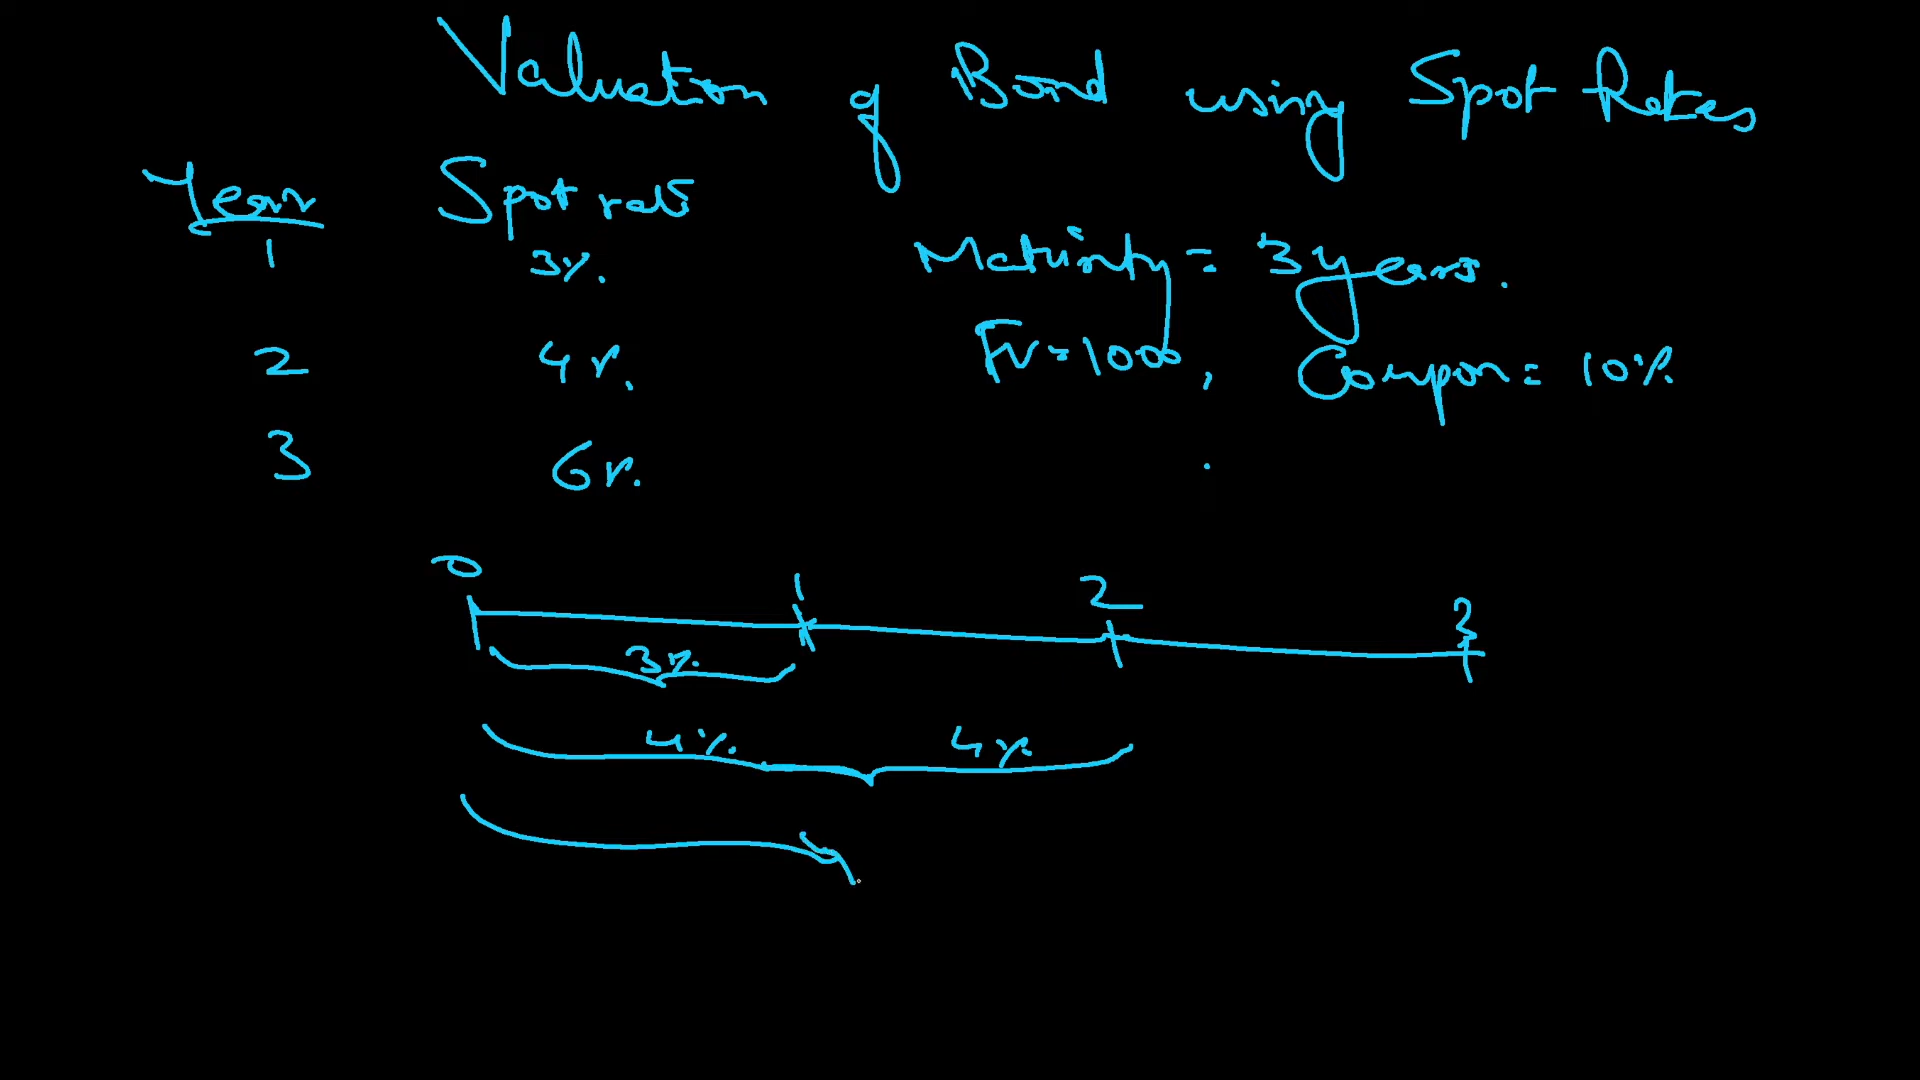 Valuation of Bond using Spot Rates
Year Spot rate
1 3%.
Maturity = 3 years.
2 4%.
FV = 1000, Coupon = 10%
3 6%.
0 1 2 3
3%.
4%. 4%.